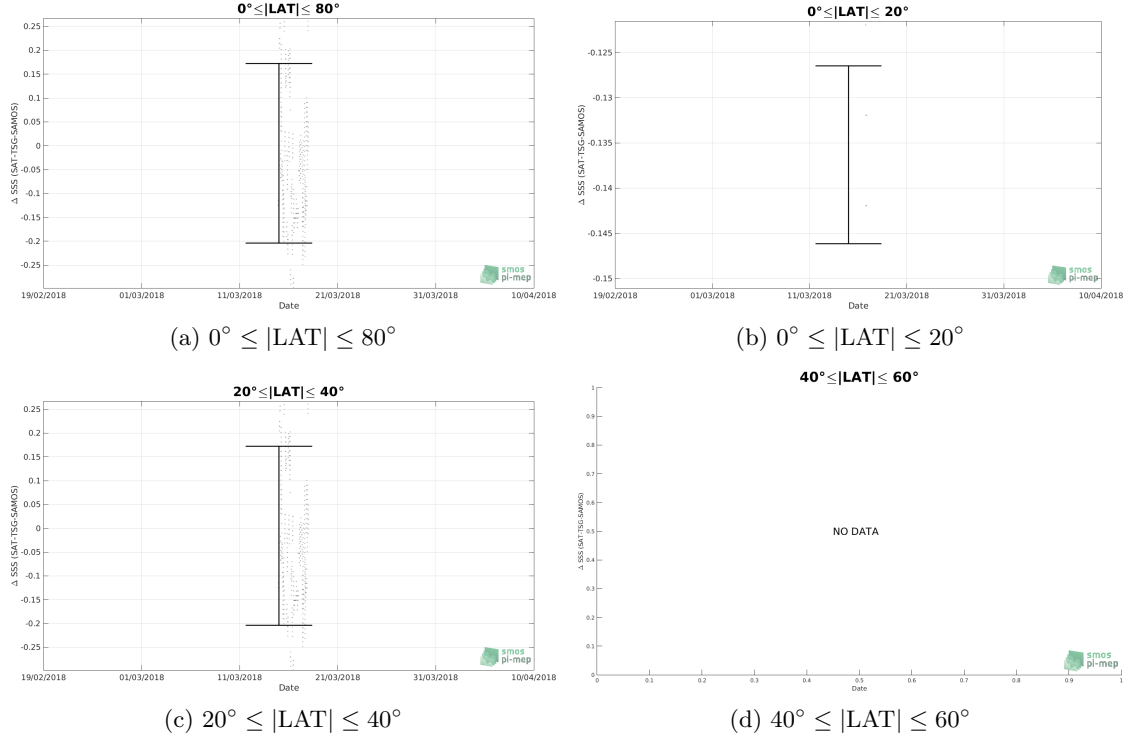 0°≤|LAT|≤ 80°
0.25
0.2
0.15
0.1
0.05
0
-0.05
-0.1
-0.15
-0.2
-0.25
Δ SSS (SAT-TSG-SAMOS)
19/02/2018 01/03/2018 11/03/2018 21/03/2018 31/03/2018 10/04/2018
Date
smos
pi-mep
(a) 0° ≤ |LAT| ≤ 80°
0°≤|LAT|≤ 20°
-0.125
-0.13
-0.135
-0.14
-0.145
-0.15
Δ SSS (SAT-TSG-SAMOS)
19/02/2018 01/03/2018 11/03/2018 21/03/2018 31/03/2018 10/04/2018
Date
smos
pi-mep
(b) 0° ≤ |LAT| ≤ 20°
20°≤|LAT|≤ 40°
0.25
0.2
0.15
0.1
0.05
0
-0.05
-0.1
-0.15
-0.2
-0.25
Δ SSS (SAT-TSG-SAMOS)
19/02/2018 01/03/2018 11/03/2018 21/03/2018 31/03/2018 10/04/2018
Date
smos
pi-mep
(c) 20° ≤ |LAT| ≤ 40°
40°≤|LAT|≤ 60°
1
0.9
0.8
0.7
0.6
0.5
0.4
0.3
0.2
0.1
0
Δ SSS (SAT-TSG-SAMOS)
NO DATA
0 0.1 0.2 0.3 0.4 0.5 0.6 0.7 0.8 0.9 1
Date
smos
pi-mep
(d) 40° ≤ |LAT| ≤ 60°